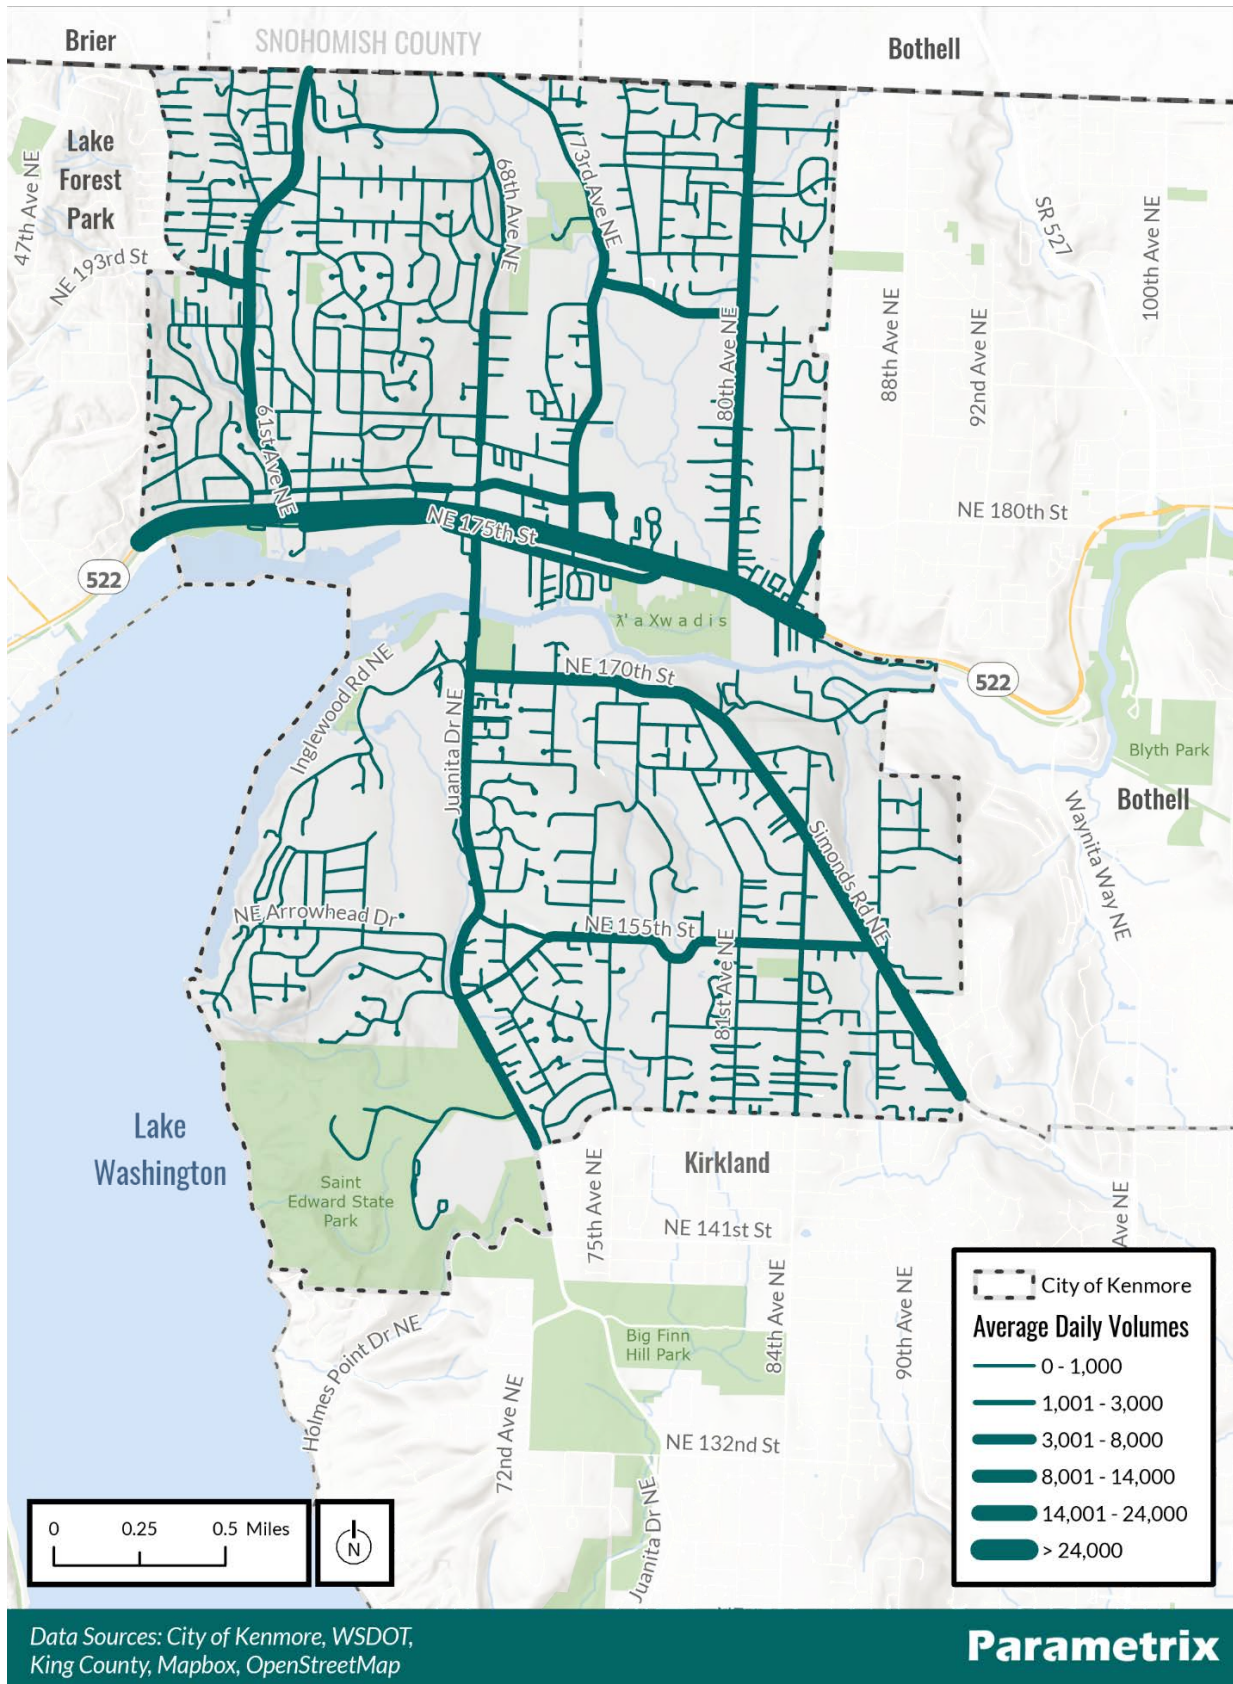 Brier
SNOHOMISH COUNTY
Bothell
Lake
Forest
Park
47th Ave NE
NE 193rd St
68th Ave NE
73rd Ave NE
SR 527
100th Ave NE
88th Ave NE
92nd Ave NE
80th Ave NE
61st Ave NE
NE 175th St
NE 180th St
522
ƛ' a Xw a d i s
NE 170th St
522
Inglewood Rd NE
Juanita Dr NE
Blyth Park
Bothell
Waynita Way NE
Simonds Rd NE
NE Arrowhead Dr
NE 155th St
81st Ave NE
Lake
Washington
Saint
Edward State
Park
Kirkland
75th Ave NE
NE 141st St
Ave NE
Holmes Point Dr NE
Big Finn
Hill Park
84th Ave NE
90th Ave NE
72nd Ave NE
NE 132nd St
Juanita Dr NE
City of Kenmore
Average Daily Volumes
0 - 1,000
1,001 - 3,000
3,001 - 8,000
8,001 - 14,000
14,001 - 24,000
> 24,000
0 0.25 0.5 Miles
N
Data Sources: City of Kenmore, WSDOT,
King County, Mapbox, OpenStreetMap
Parametrix